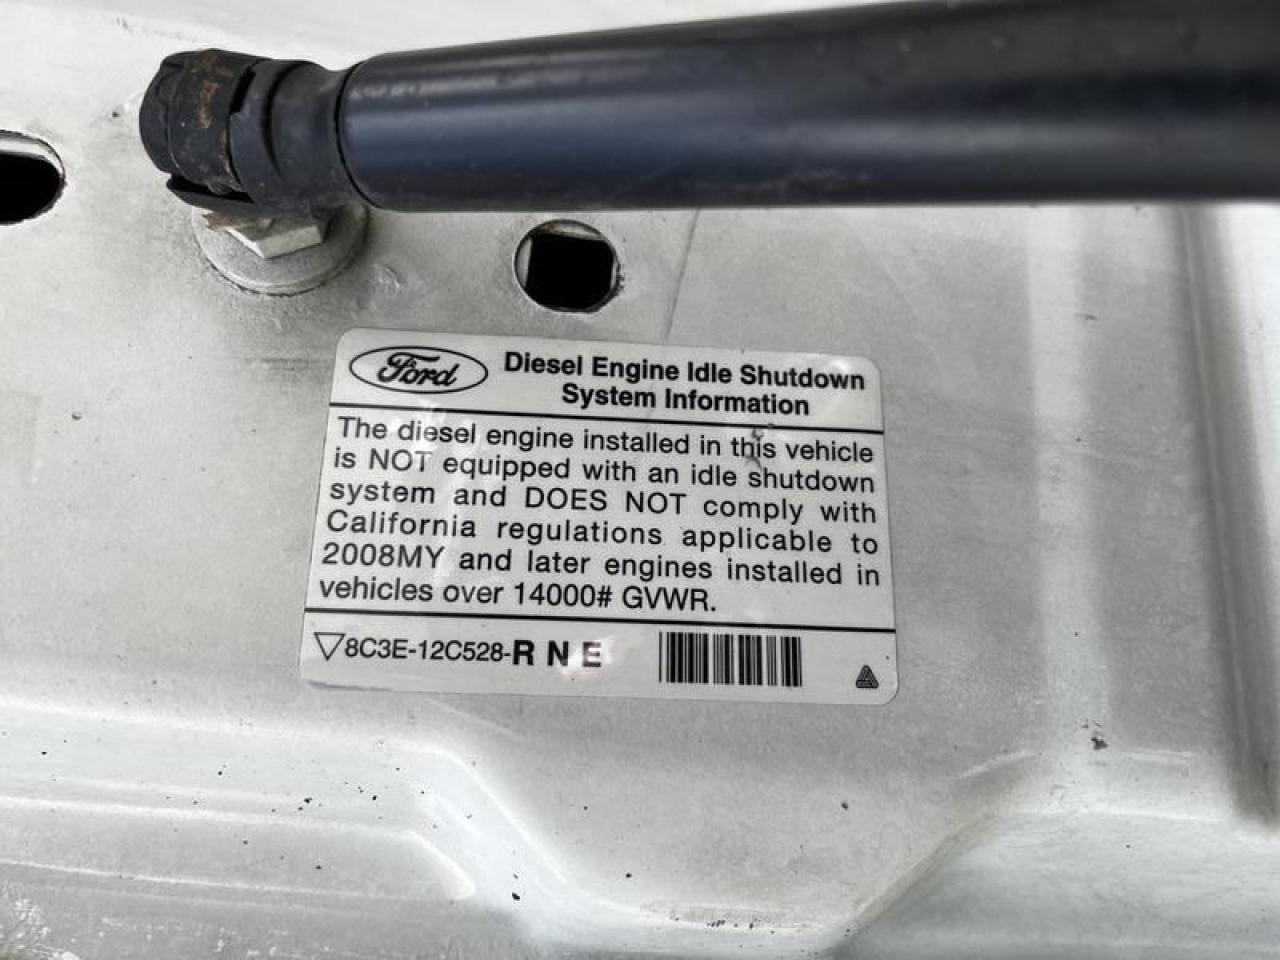 Ford
Diesel Engine Idle Shutdown
System Information
The diesel engine installed in this vehicle
is NOT equipped with an idle shutdown
system and DOES NOT comply with
California regulations applicable to
2008MY and later engines installed in
vehicles over 14000# GVWR.
▽8C3E-12C528-R N E